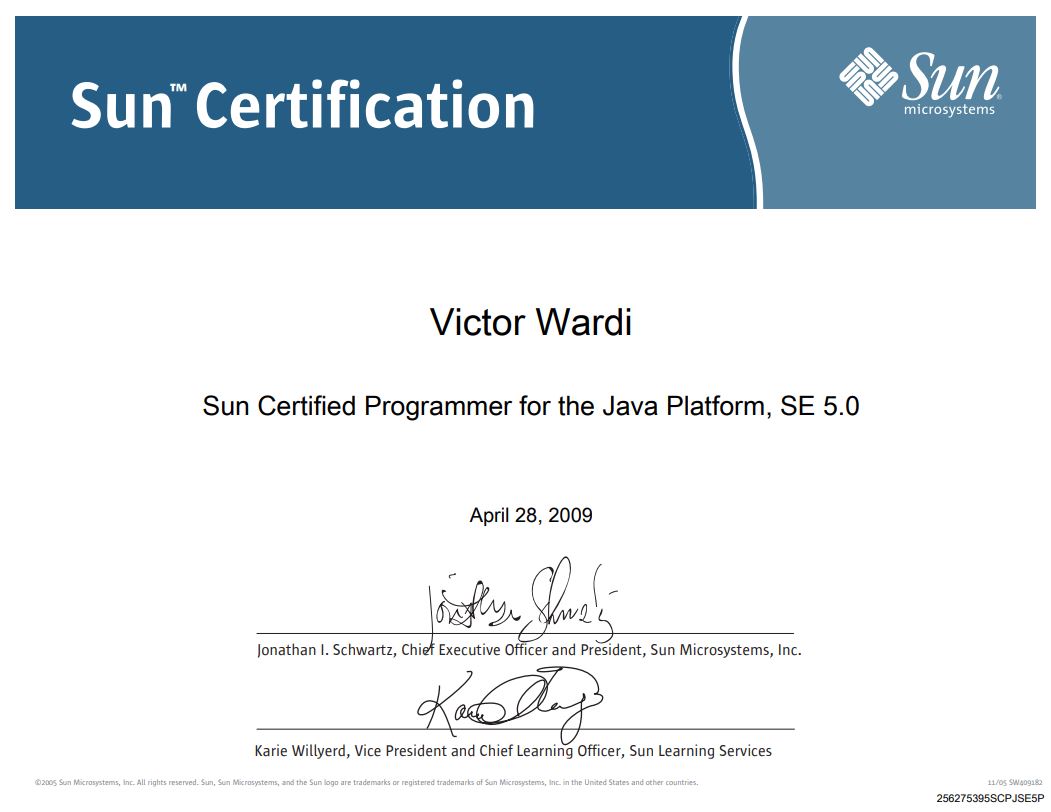 Sun™ Certification
Sun®
microsystems
Victor Wardi
Sun Certified Programmer for the Java Platform, SE 5.0
April 28, 2009
Jonathan I. Schwartz, Chief Executive Officer and President, Sun Microsystems, Inc.
Karie Willyerd, Vice President and Chief Learning Officer, Sun Learning Services
©2005 Sun Microsystems, Inc. All rights reserved. Sun, Sun Microsystems, and the Sun logo are trademarks or registered trademarks of Sun Microsystems, Inc. in the United States and other countries.
11/05 SW409182
256275395SCPJSE5P